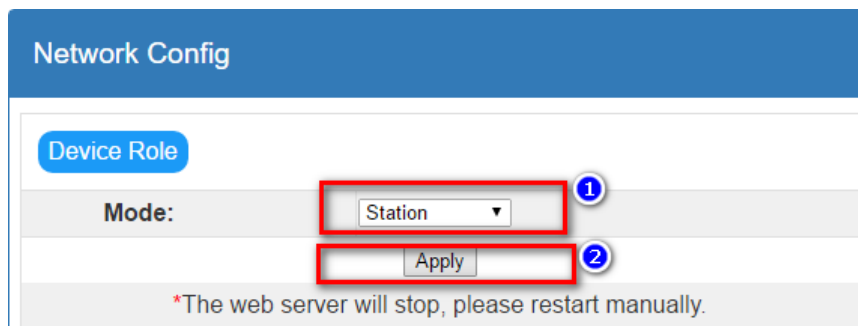 Network Config
Device Role
Mode: Station 1
Apply 2
*The web server will stop, please restart manually.